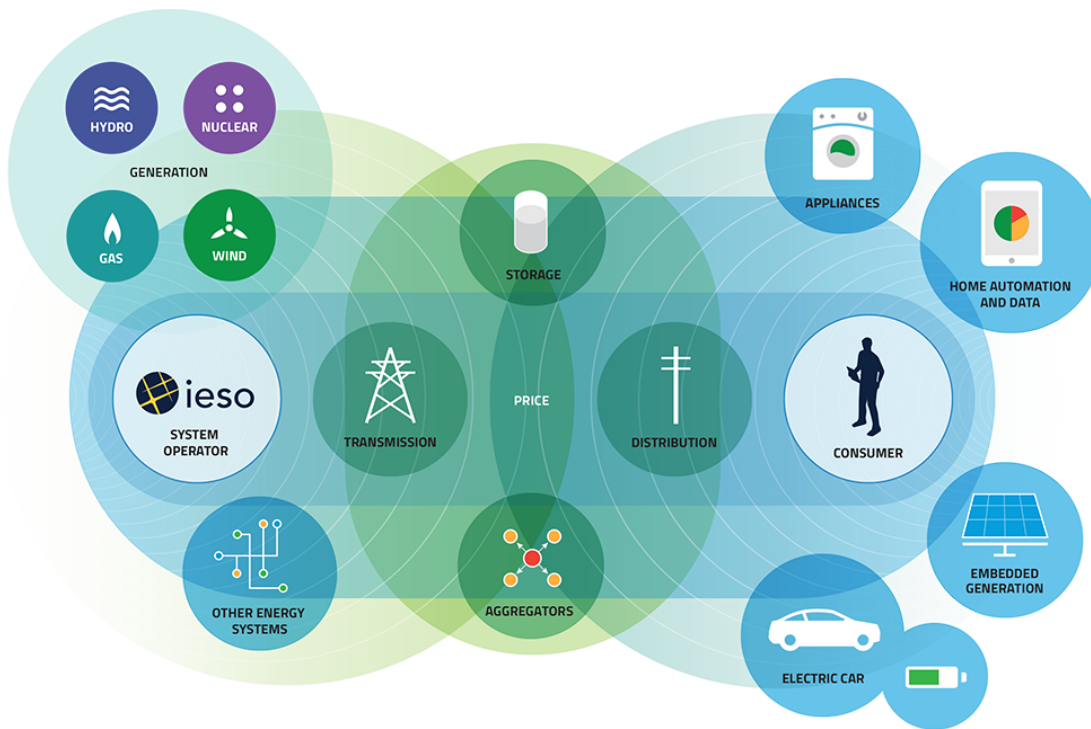 HYDRO
NUCLEAR
GENERATION
GAS
WIND
STORAGE
APPLIANCES
HOME AUTOMATION
AND DATA
ieso
SYSTEM
OPERATOR
TRANSMISSION
PRICE
DISTRIBUTION
CONSUMER
OTHER ENERGY
SYSTEMS
AGGREGATORS
EMBEDDED
GENERATION
ELECTRIC CAR